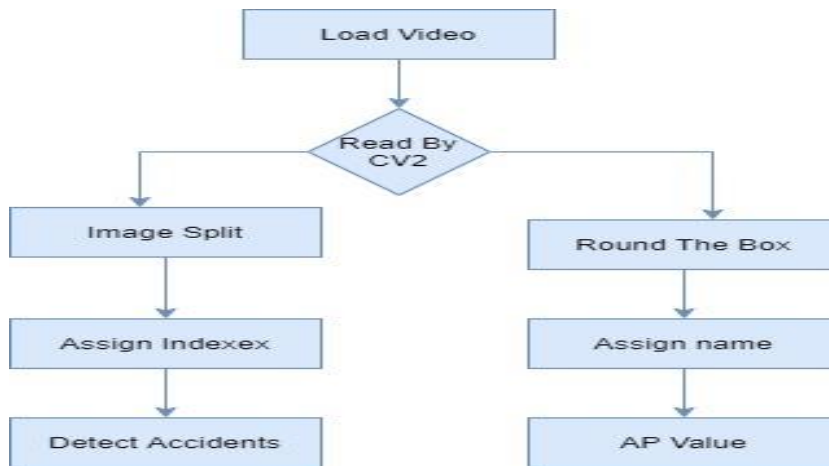 Load Video
Read By
CV2
Image Split
Round The Box
Assign Indexex
Assign name
Detect Accidents
AP Value